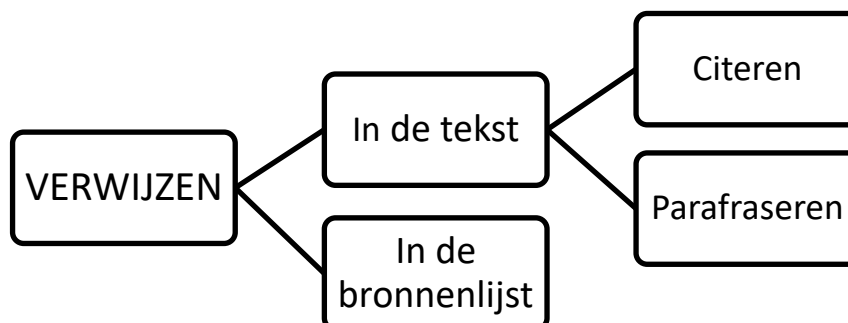 VERWIJZEN
In de tekst
Citeren
Parafraseren
In de
bronnenlijst